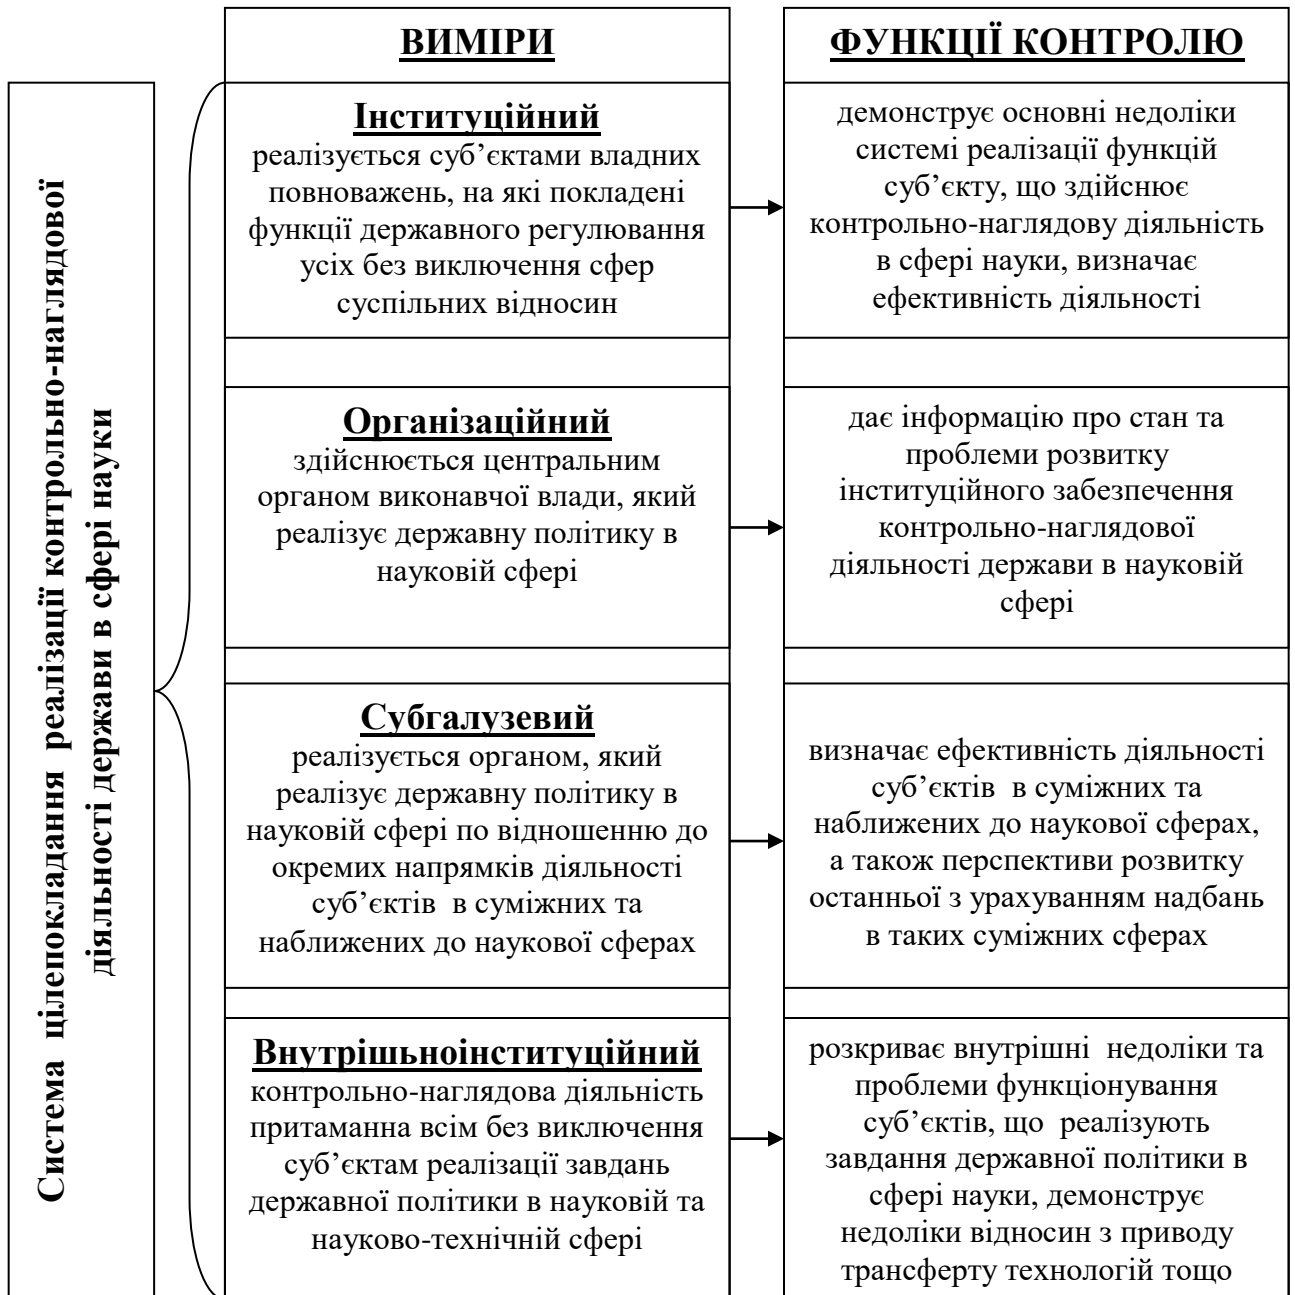 Система цілепокладання реалізації контрольно-наглядової
діяльності держави в сфері науки
ВИМІРИ
ФУНКЦІЇ КОНТРОЛЮ
Інституційний
реалізується суб’єктами владних
повноважень, на які покладені
функції державного регулювання
усіх без виключення сфер
суспільних відносин
демонструє основні недоліки
системі реалізації функцій
суб’єкту, що здійснює
контрольно-наглядову діяльність
в сфері науки, визначає
ефективність діяльності
Організаційний
здійснюється центральним
органом виконавчої влади, який
реалізує державну політику в
науковій сфері
дає інформацію про стан та
проблеми розвитку
інституційного забезпечення
контрольно-наглядової
діяльності держави в науковій
сфері
Субгалузевий
реалізується органом, який
реалізує державну політику в
науковій сфері по відношенню до
окремих напрямків діяльності
суб’єктів в суміжних та
наближених до наукової сферах
визначає ефективність діяльності
суб’єктів в суміжних та
наближених до наукової сферах,
а також перспективи розвитку
останньої з урахуванням надбань
в таких суміжних сферах
Внутрішьноінституційний
контрольно-наглядова діяльність
притаманна всім без виключення
суб’єктам реалізації завдань
державної політики в науковій та
науково-технічній сфері
розкриває внутрішні недоліки та
проблеми функціонування
суб’єктів, що реалізують
завдання державної політики в
сфері науки, демонструє
недоліки відносин з приводу
трансферту технологій тощо